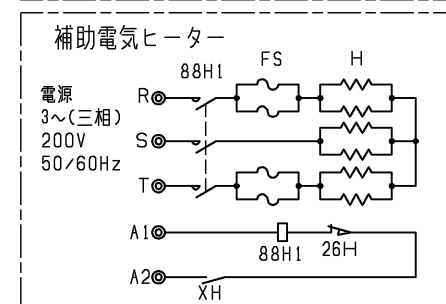 補助電気ヒーター
88H1 FS H
電源
3~(三相)
200V
50/60Hz
R
S
T
A1
88H1 26H
A2
XH